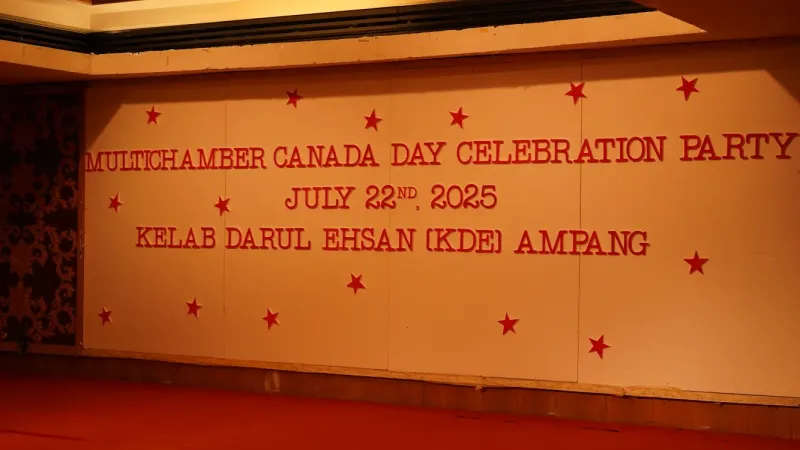 MULTICHAMBER CANADA DAY CELEBRATION PARTY
JULY 22ND, 2025
KELAB DARUL EHSAN (KDE) AMPANG